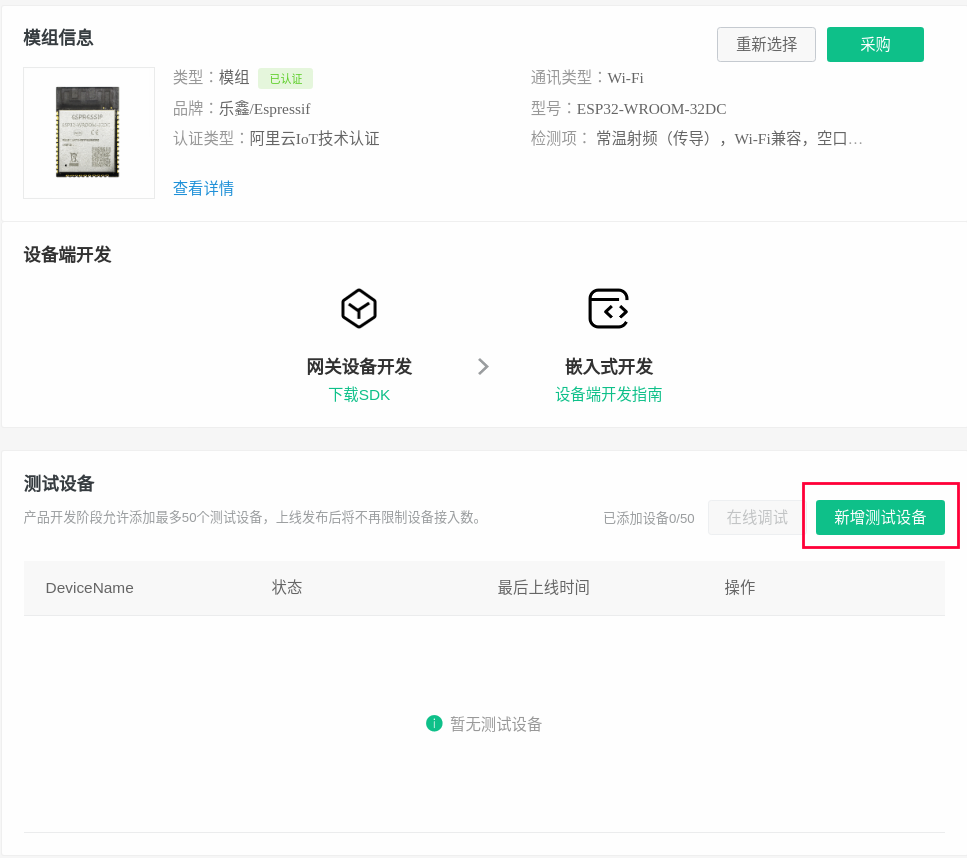 模组信息
重新选择
采购
类型：模组 已认证
通讯类型：Wi-Fi
品牌：乐鑫/Espressif
型号：ESP32-WROOM-32DC
认证类型：阿里云IoT技术认证
检测项： 常温射频（传导），Wi-Fi兼容，空口…
ESPRESSIF
查看详情
设备端开发
网关设备开发
嵌入式开发
下载SDK
设备端开发指南
测试设备
产品开发阶段允许添加最多50个测试设备，上线发布后将不再限制设备接入数。
已添加设备0/50
在线调试
新增测试设备
DeviceName 状态 最后上线时间 操作
暂无测试设备